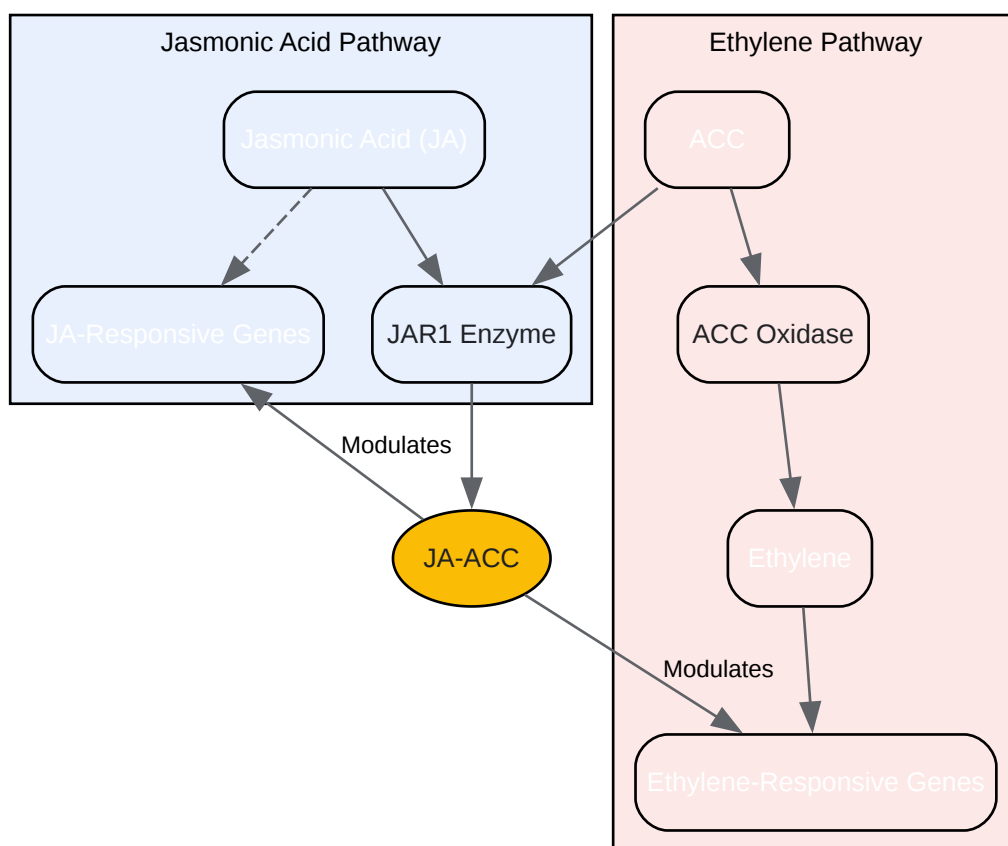 Jasmonic Acid Pathway
Ethylene Pathway
Jasmonic Acid (JA)
ACC
JA-Responsive Genes
JAR1 Enzyme
ACC Oxidase
Modulates
JA-ACC
Ethylene
Modulates
Ethylene-Responsive Genes